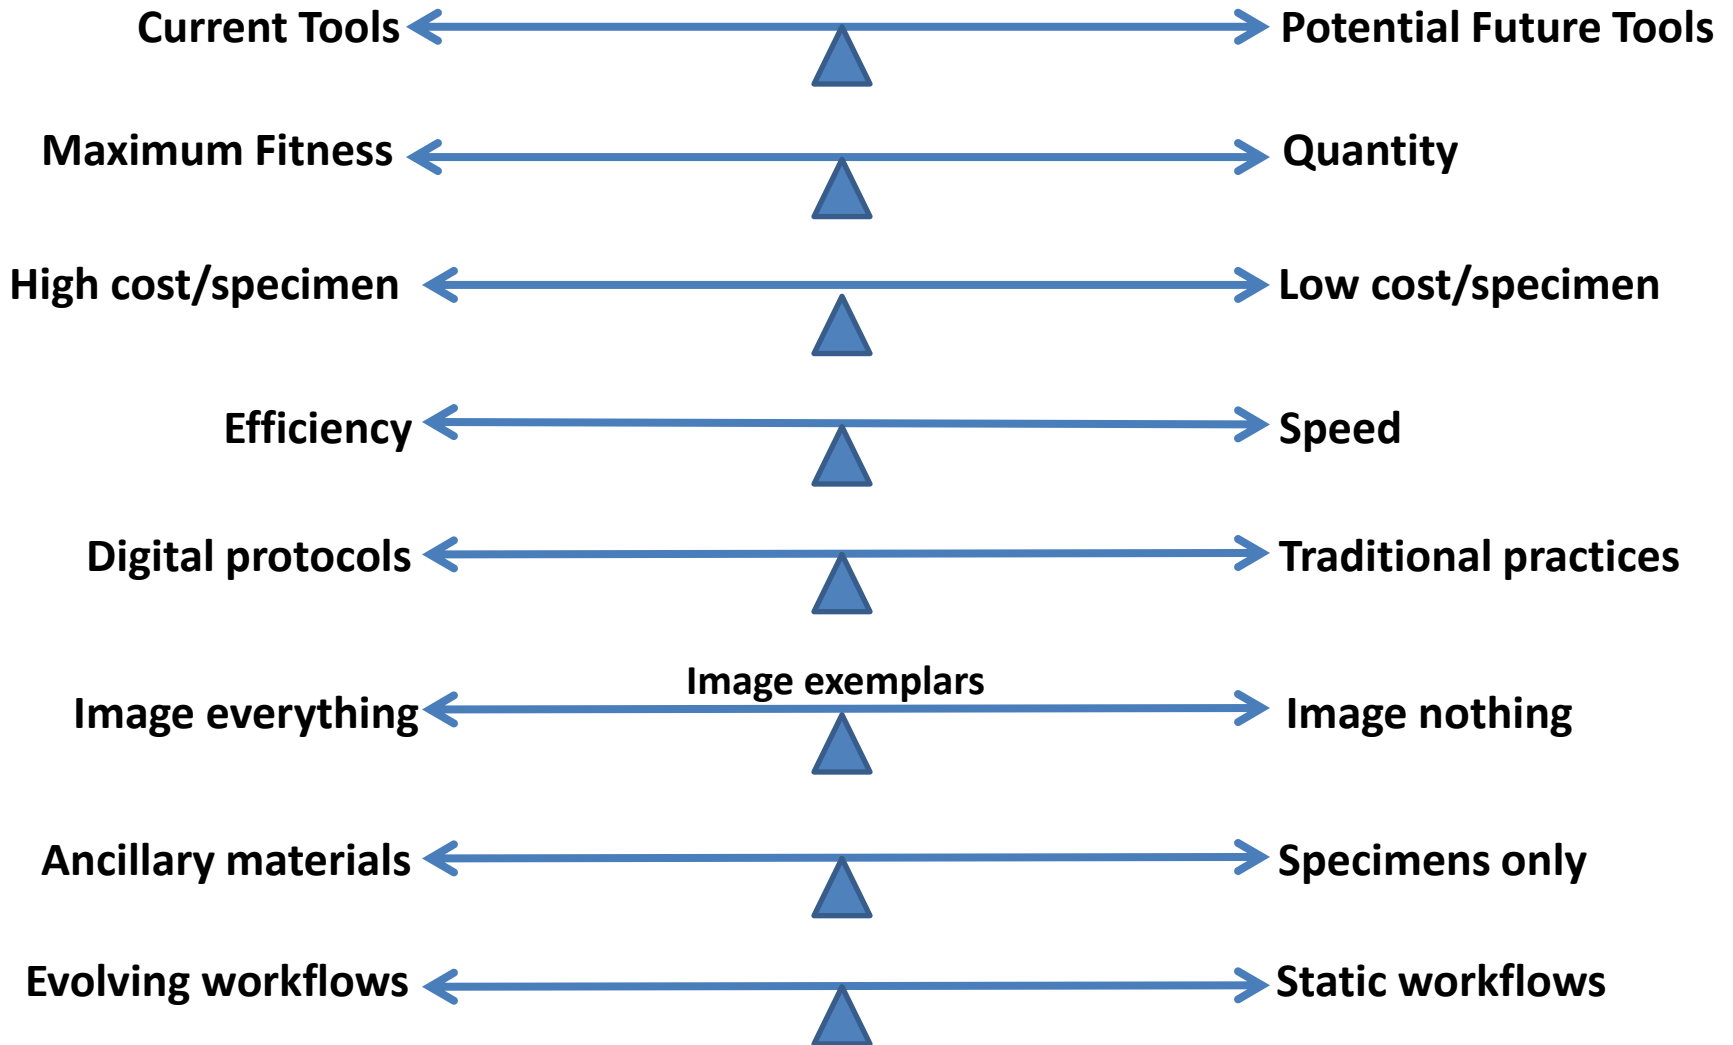 Current Tools Potential Future Tools
Maximum Fitness Quantity
High cost/specimen Low cost/specimen
Efficiency Speed
Digital protocols Traditional practices
Image exemplars
Image everything Image nothing
Ancillary materials Specimens only
Evolving workflows Static workflows